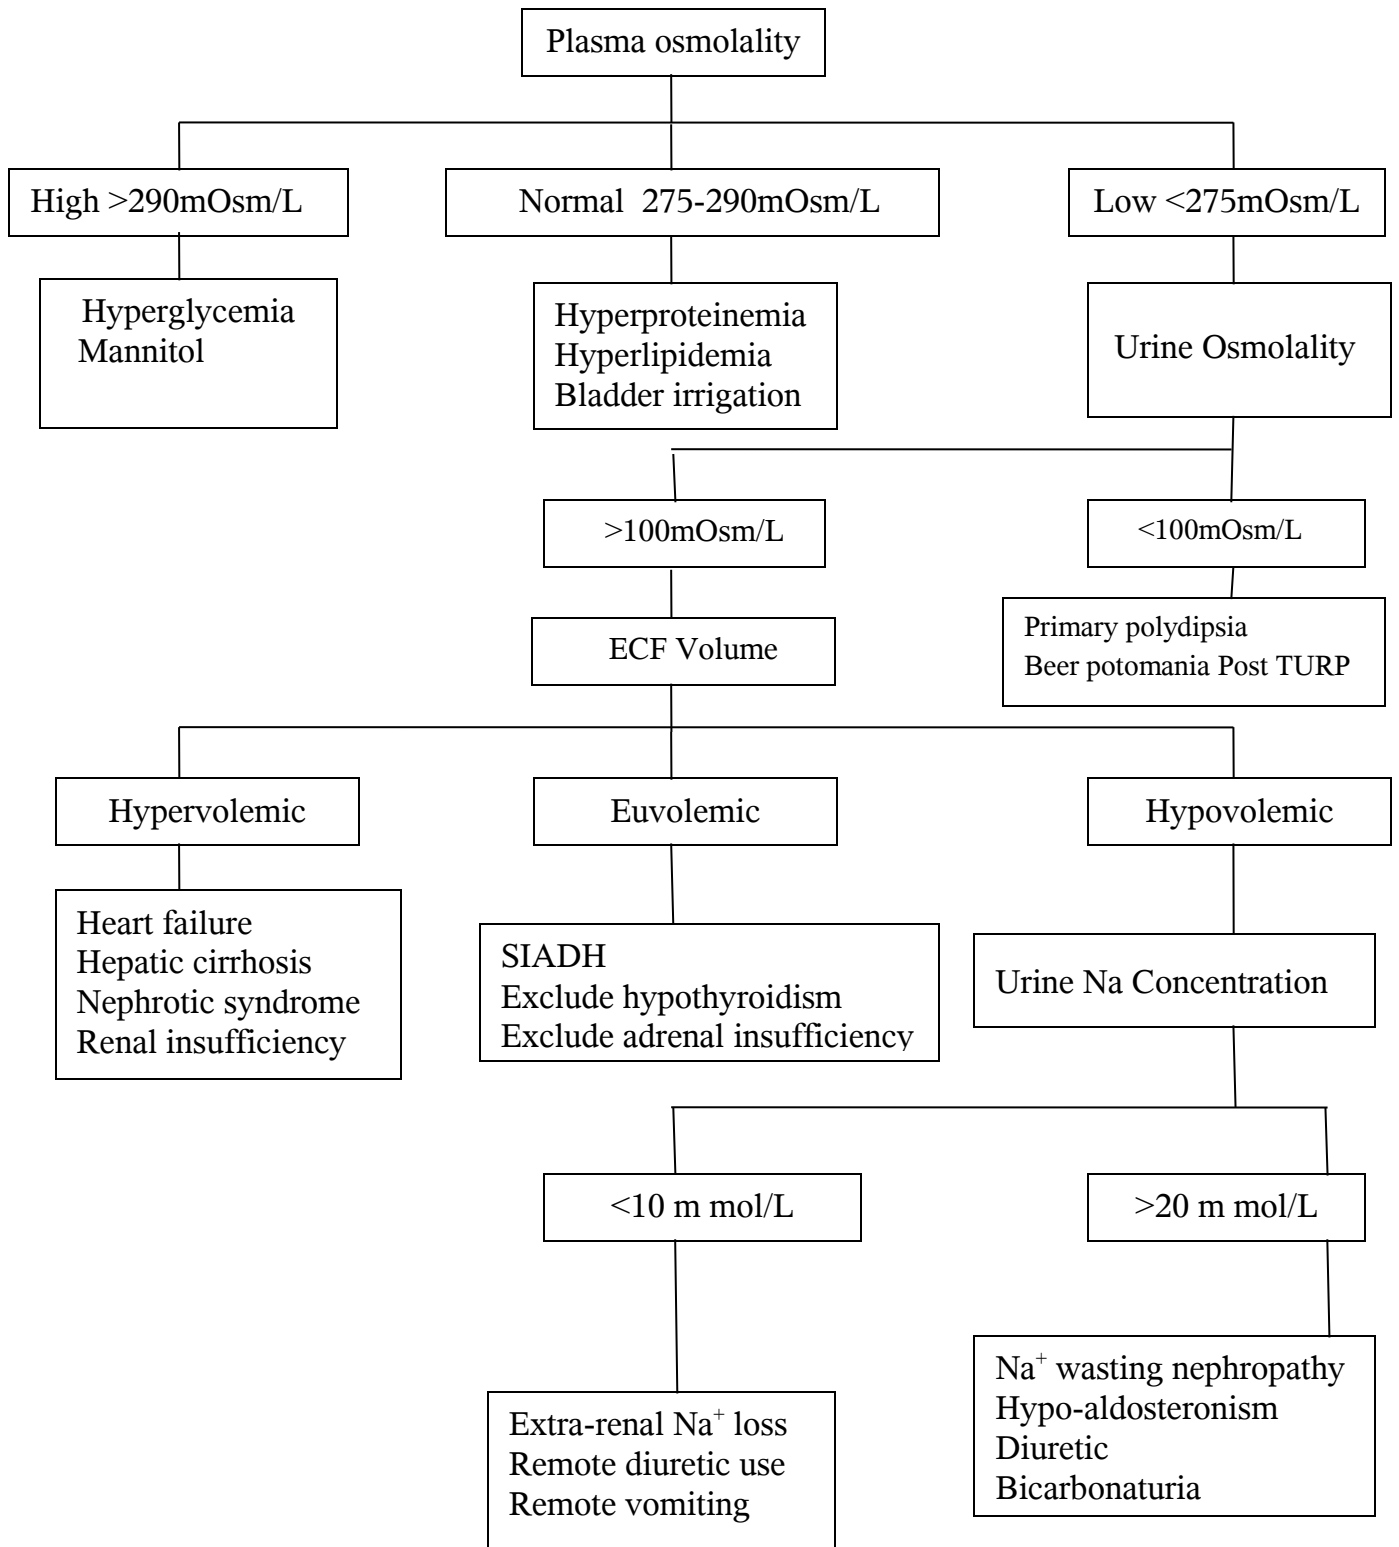 Plasma osmolality
High >290mOsm/L
Normal 275-290mOsm/L
Low <275mOsm/L
Hyperglycemia
Mannitol
Hyperproteinemia
Hyperlipidemia
Bladder irrigation
Urine Osmolality
>100mOsm/L
<100mOsm/L
ECF Volume
Primary polydipsia
Beer potomania Post TURP
Hypervolemic
Euvolemic
Hypovolemic
Heart failure
Hepatic cirrhosis
Nephrotic syndrome
Renal insufficiency
SIADH
Exclude hypothyroidism
Exclude adrenal insufficiency
Urine Na Concentration
<10 m mol/L
>20 m mol/L
Extra-renal Na⁺ loss
Remote diuretic use
Remote vomiting
Na⁺ wasting nephropathy
Hypo-aldosteronism
Diuretic
Bicarbonaturia